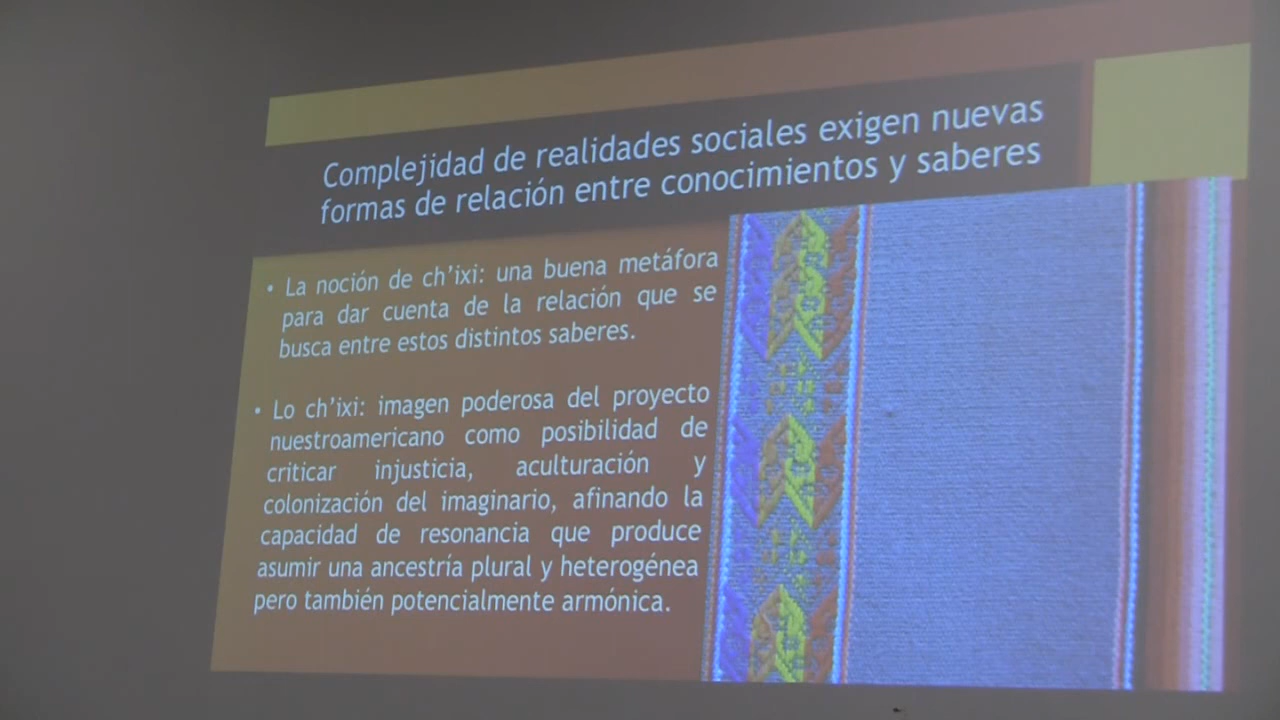 Complejidad de realidades sociales exigen nuevas
formas de relación entre conocimientos y saberes
• La noción de ch'ixi: una buena metáfora
para dar cuenta de la relación que se
busca entre estos distintos saberes.
• Lo ch'ixi: imagen poderosa del proyecto
nuestroamericano como posibilidad de
criticar injusticia, aculturación y
colonización del imaginario, afinando la
capacidad de resonancia que produce
asumir una ancestría plural y heterogénea
pero también potencialmente armónica.